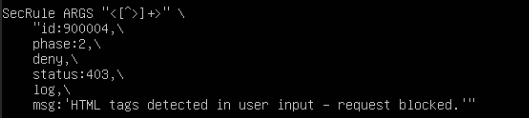 SecRule ARGS "<[^>]+>" \
    "id:900004,\
    phase:2,\
    deny,\
    status:403,\
    log,\
    msg:'HTML tags detected in user input - request blocked.'"